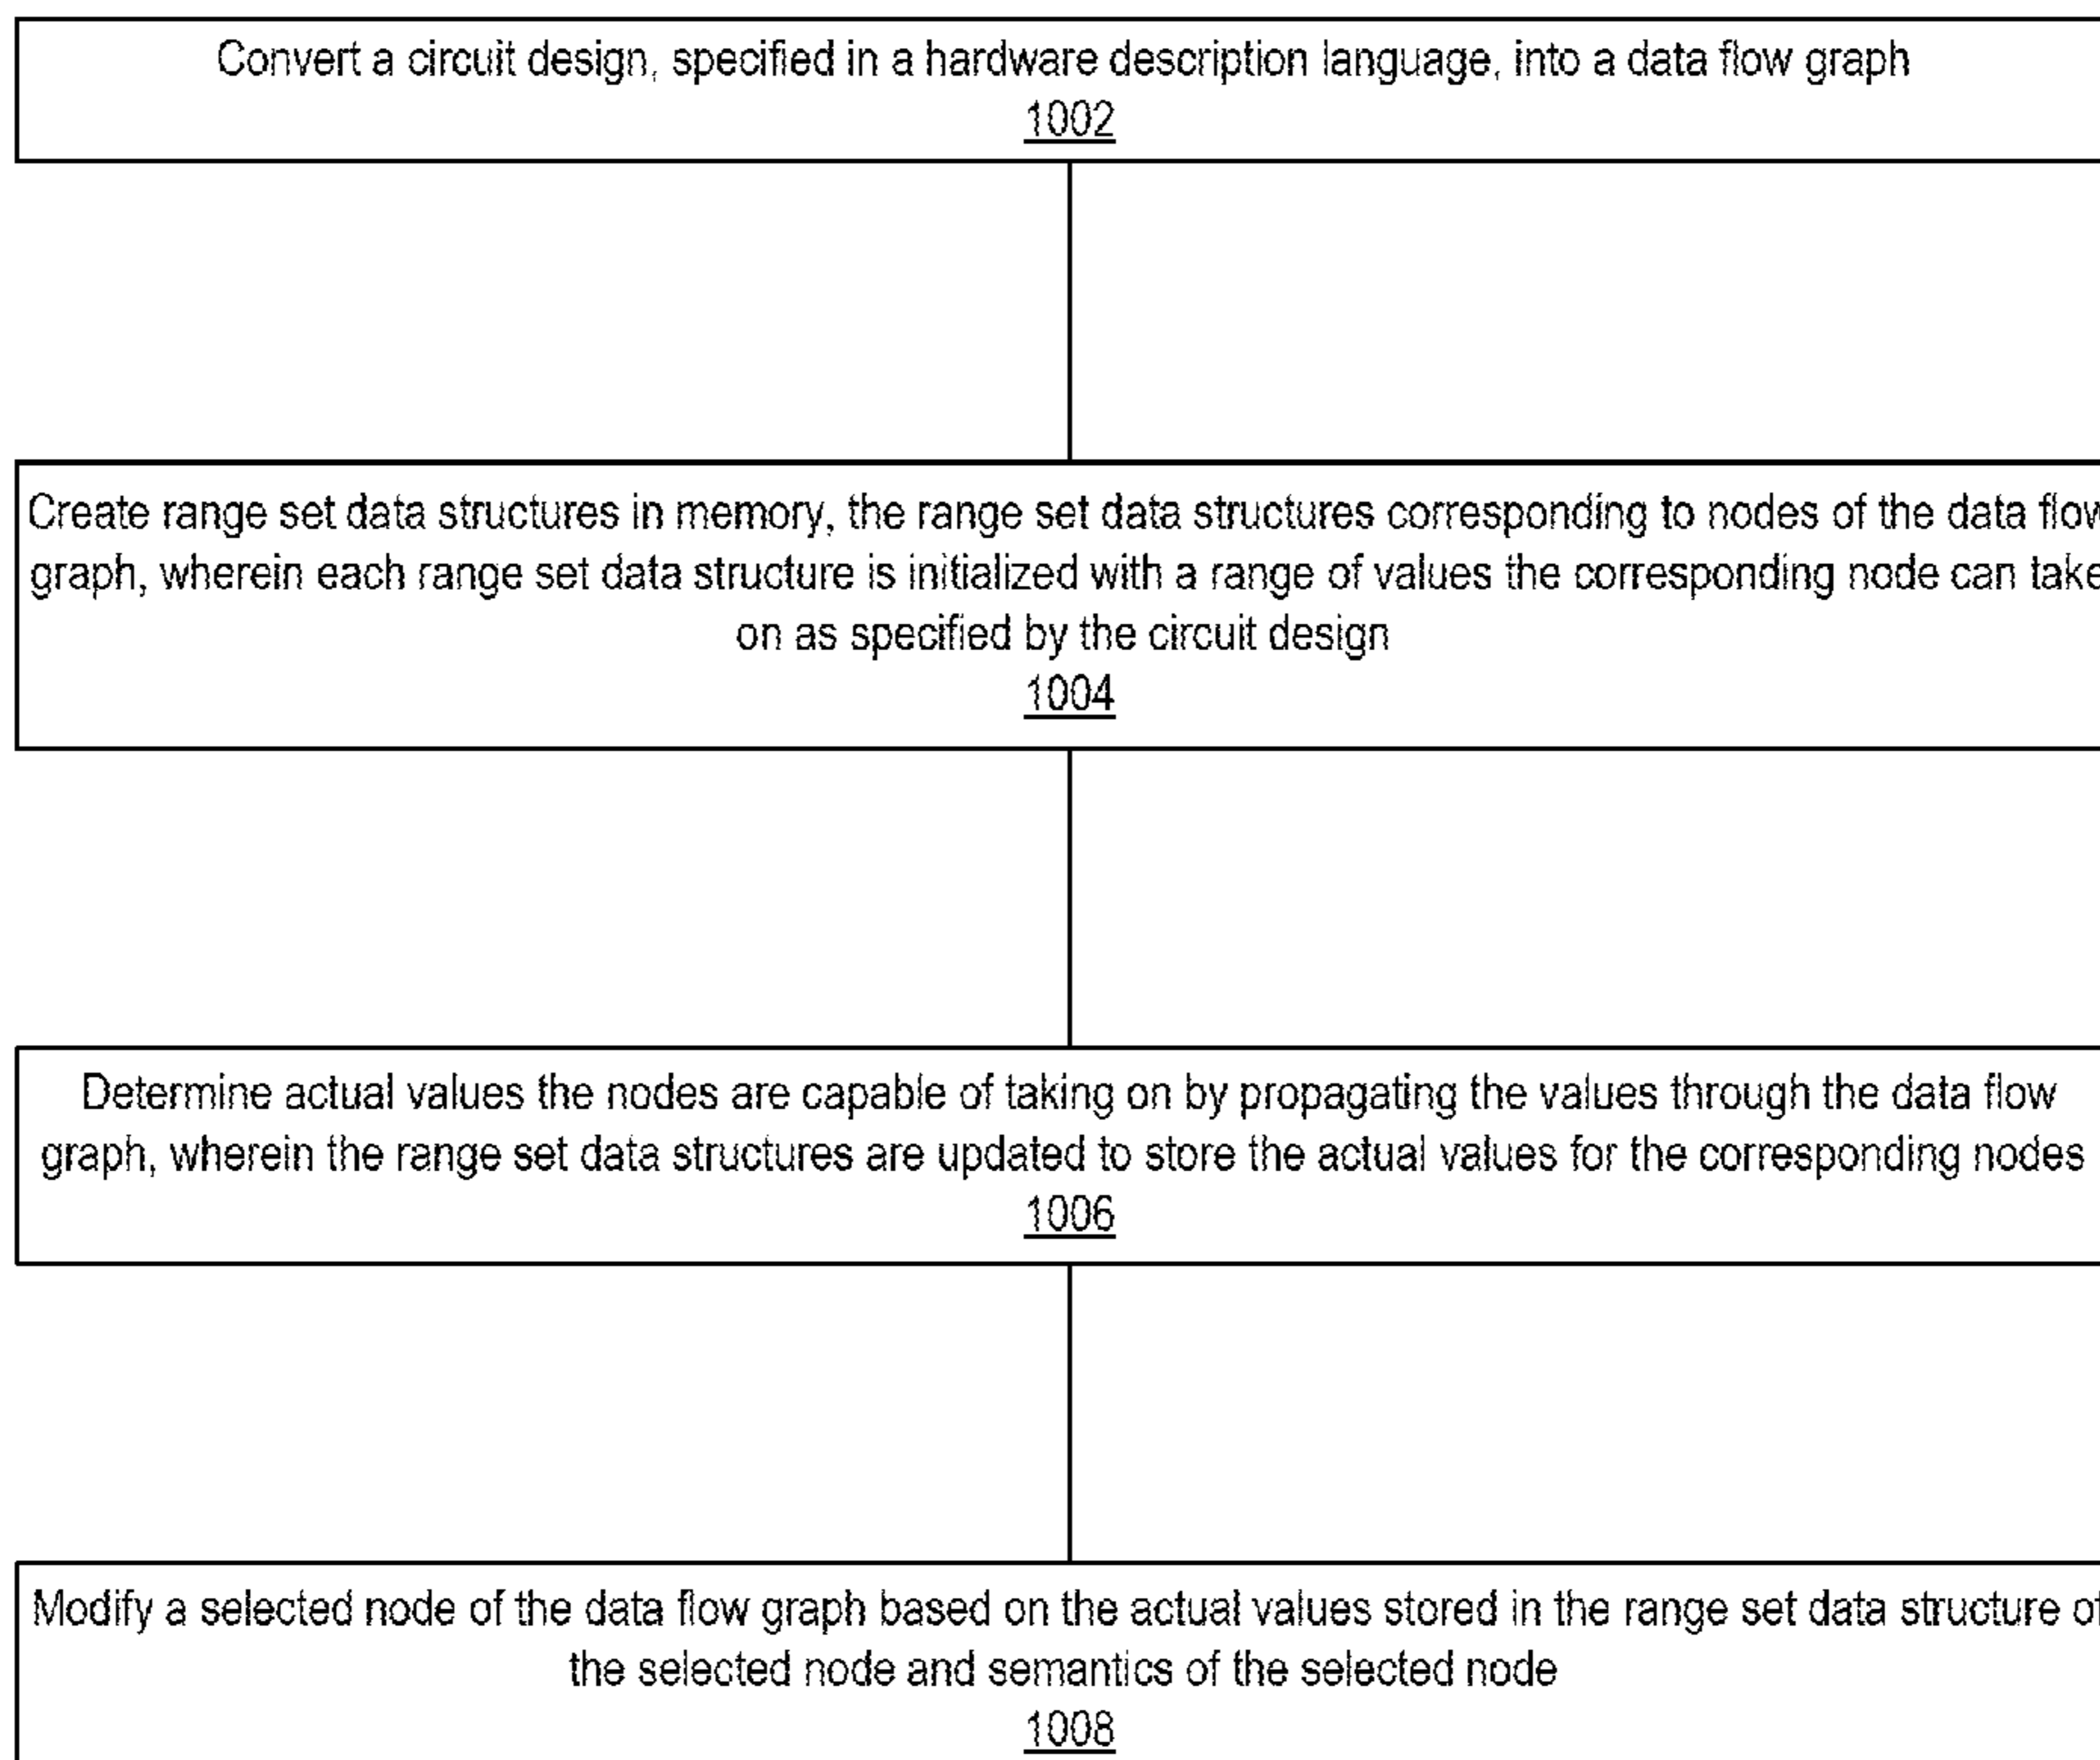 Convert a circuit design, specified in a hardware description language, into a data flow graph
1002
Create range set data structures in memory, the range set data structures corresponding to nodes of the data flow
graph, wherein each range set data structure is initialized with a range of values the corresponding node can take
on as specified by the circuit design
1004
Determine actual values the nodes are capable of taking on by propagating the values through the data flow
graph, wherein the range set data structures are updated to store the actual values for the corresponding nodes
1006
Modify a selected node of the data flow graph based on the actual values stored in the range set data structure of
the selected node and semantics of the selected node
1008